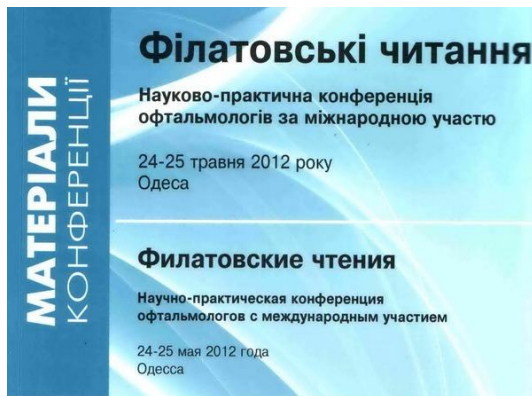 МАТЕРІАЛИ
КОНФЕРЕНЦІЇ
Філатовські читання
Науково-практична конференція
офтальмологів за міжнародною участю
24-25 травня 2012 року
Одеса
Филатовские чтения
Научно-практическая конференция
офтальмологов с международным участием
24-25 мая 2012 года
Одесса